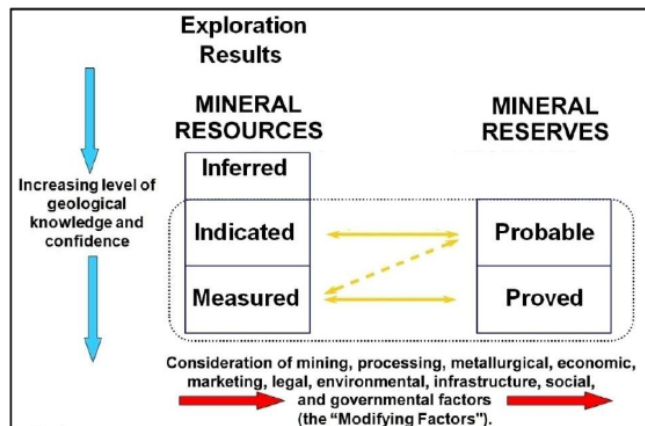 Exploration
Results
MINERAL
RESOURCES
MINERAL
RESERVES
Inferred
Increasing level of
geological
knowledge and
confidence
Indicated
Probable
Measured
Proved
Consideration of mining, processing, metallurgical, economic,
marketing, legal, environmental, infrastructure, social,
and governmental factors
(the “Modifying Factors”).